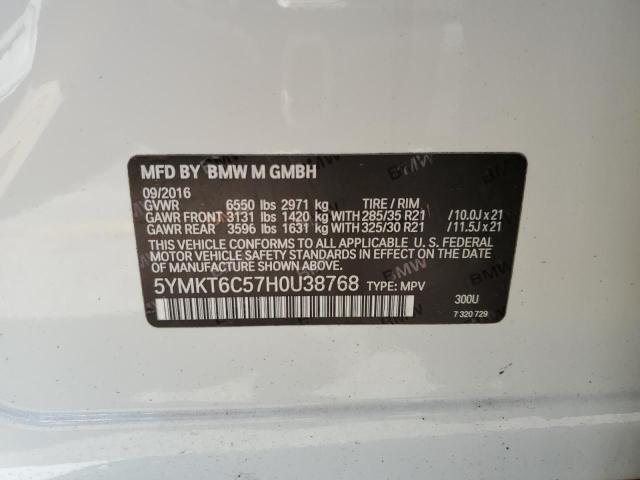 MFD BY BMW M GMBH
09/2016
GVWR 6550 lbs 2971 kg TIRE / RIM
GAWR FRONT 3131 lbs 1420 kg WITH 285/35 R21 / 10.0J x 21
GAWR REAR 3596 lbs 1631 kg WITH 325/30 R21 / 11.5J x 21
THIS VEHICLE CONFORMS TO ALL APPLICABLE U. S. FEDERAL
MOTOR VEHICLE SAFETY STANDARDS IN EFFECT ON THE DATE
OF MANUFACTURE SHOWN ABOVE.
5YMKT6C57H0U38768 TYPE: MPV
300U
7 320 729